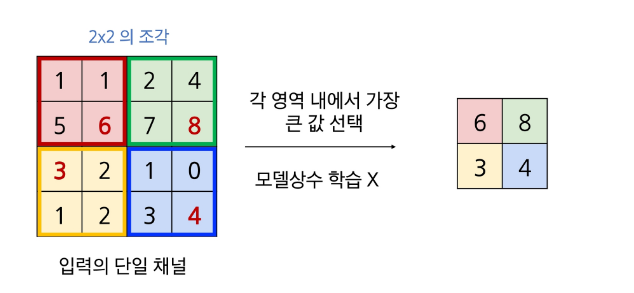 2x2 의 조각
1 1 2 4
5 6 7 8
3 2 1 0
1 2 3 4
입력의 단일 채널
각 영역 내에서 가장
큰 값 선택
모델상수 학습 X
6 8
3 4